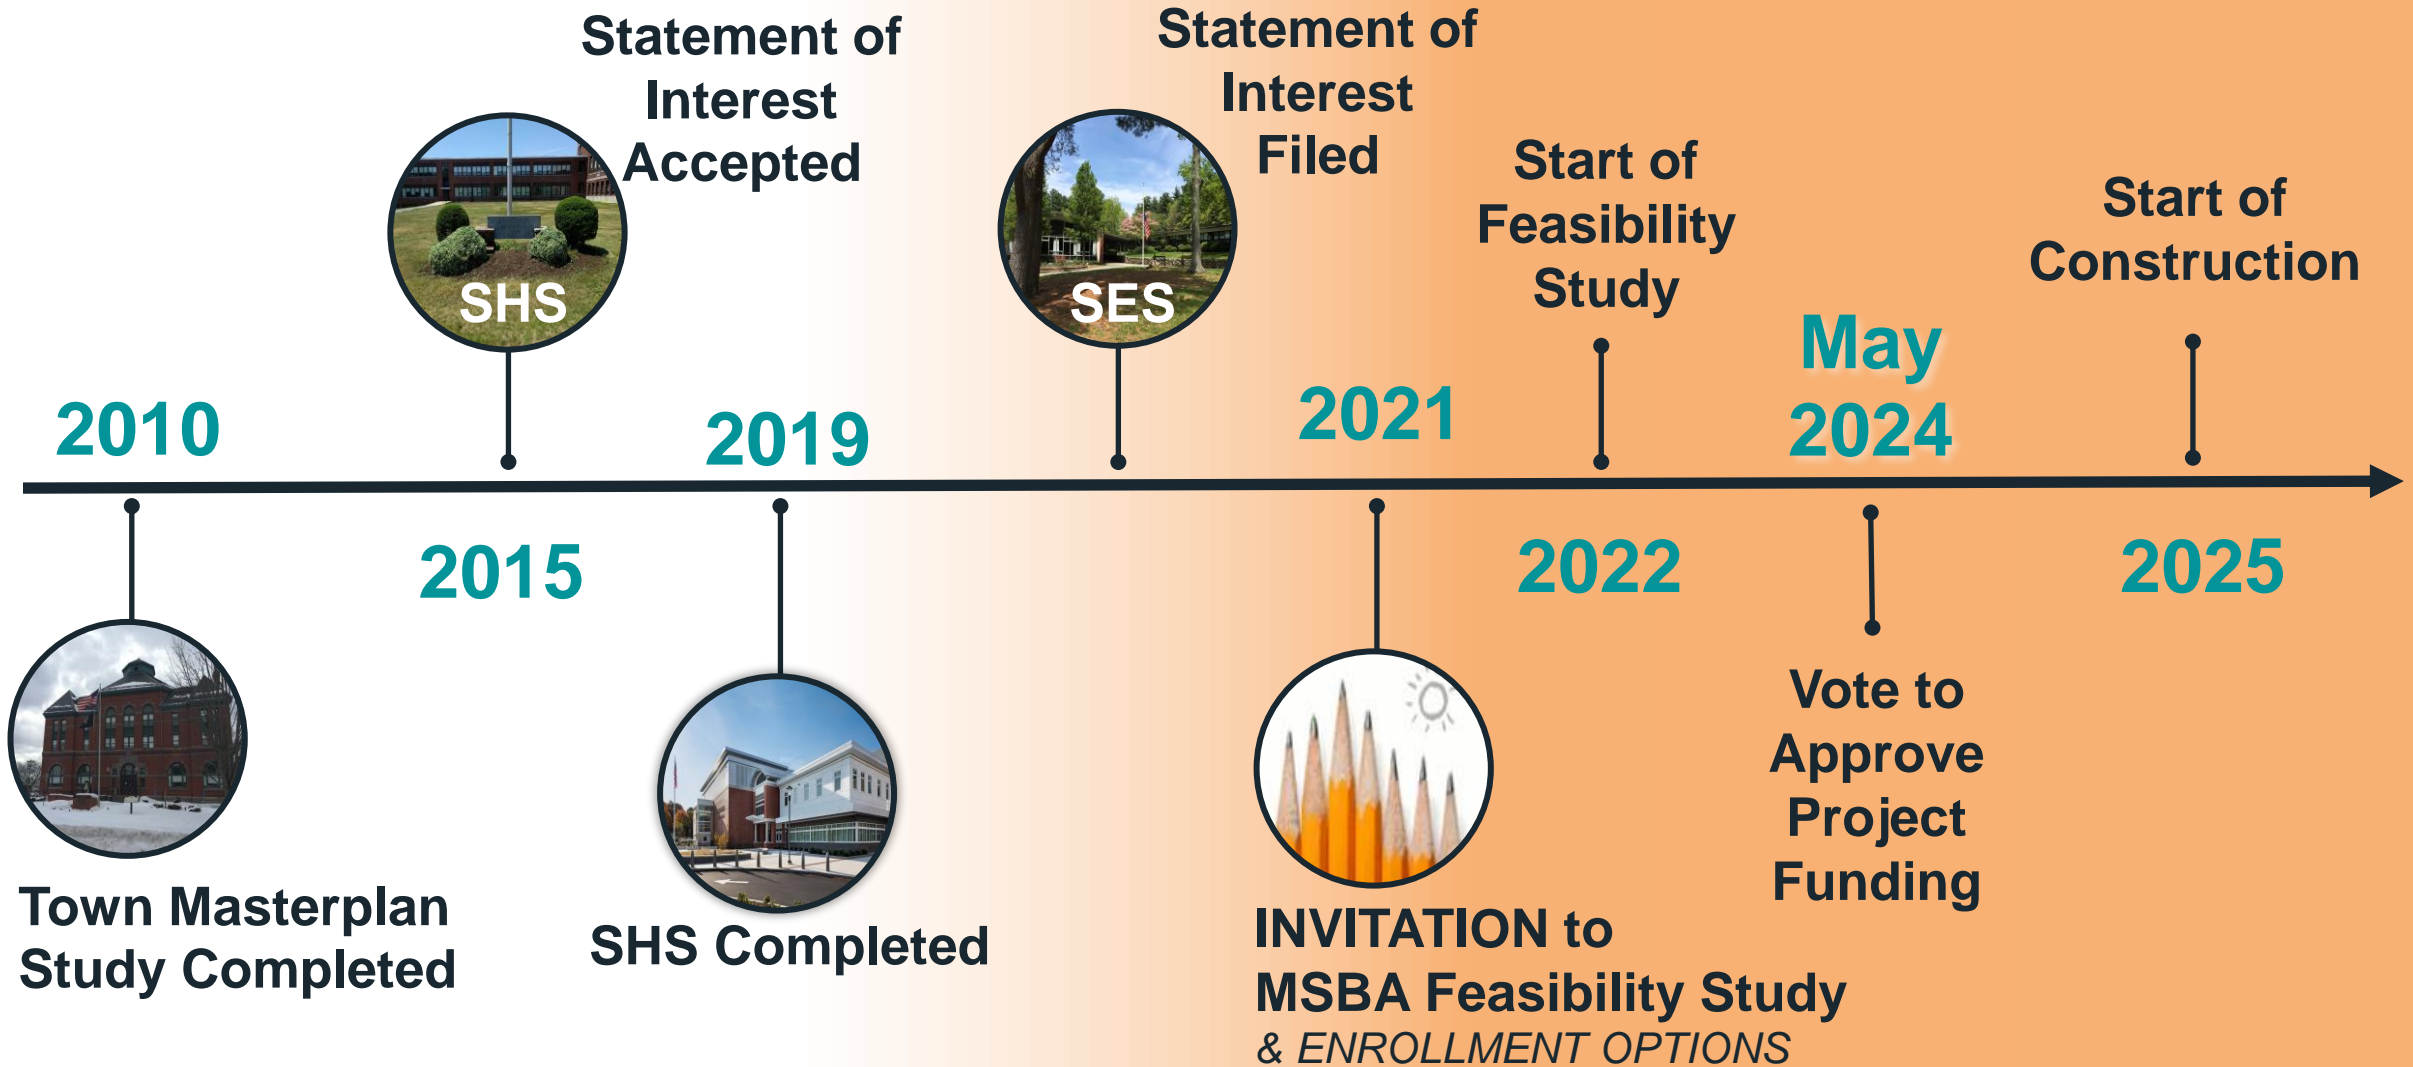 Statement of
Interest
Accepted
SHS
Statement of
Interest
Filed
SES
Start of
Feasibility
Study
Start of
Construction
2010
2019
2021
May
2024
2015
2022
2025
Town Masterplan
Study Completed
SHS Completed
INVITATION to
MSBA Feasibility Study
& ENROLLMENT OPTIONS
Vote to
Approve
Project
Funding